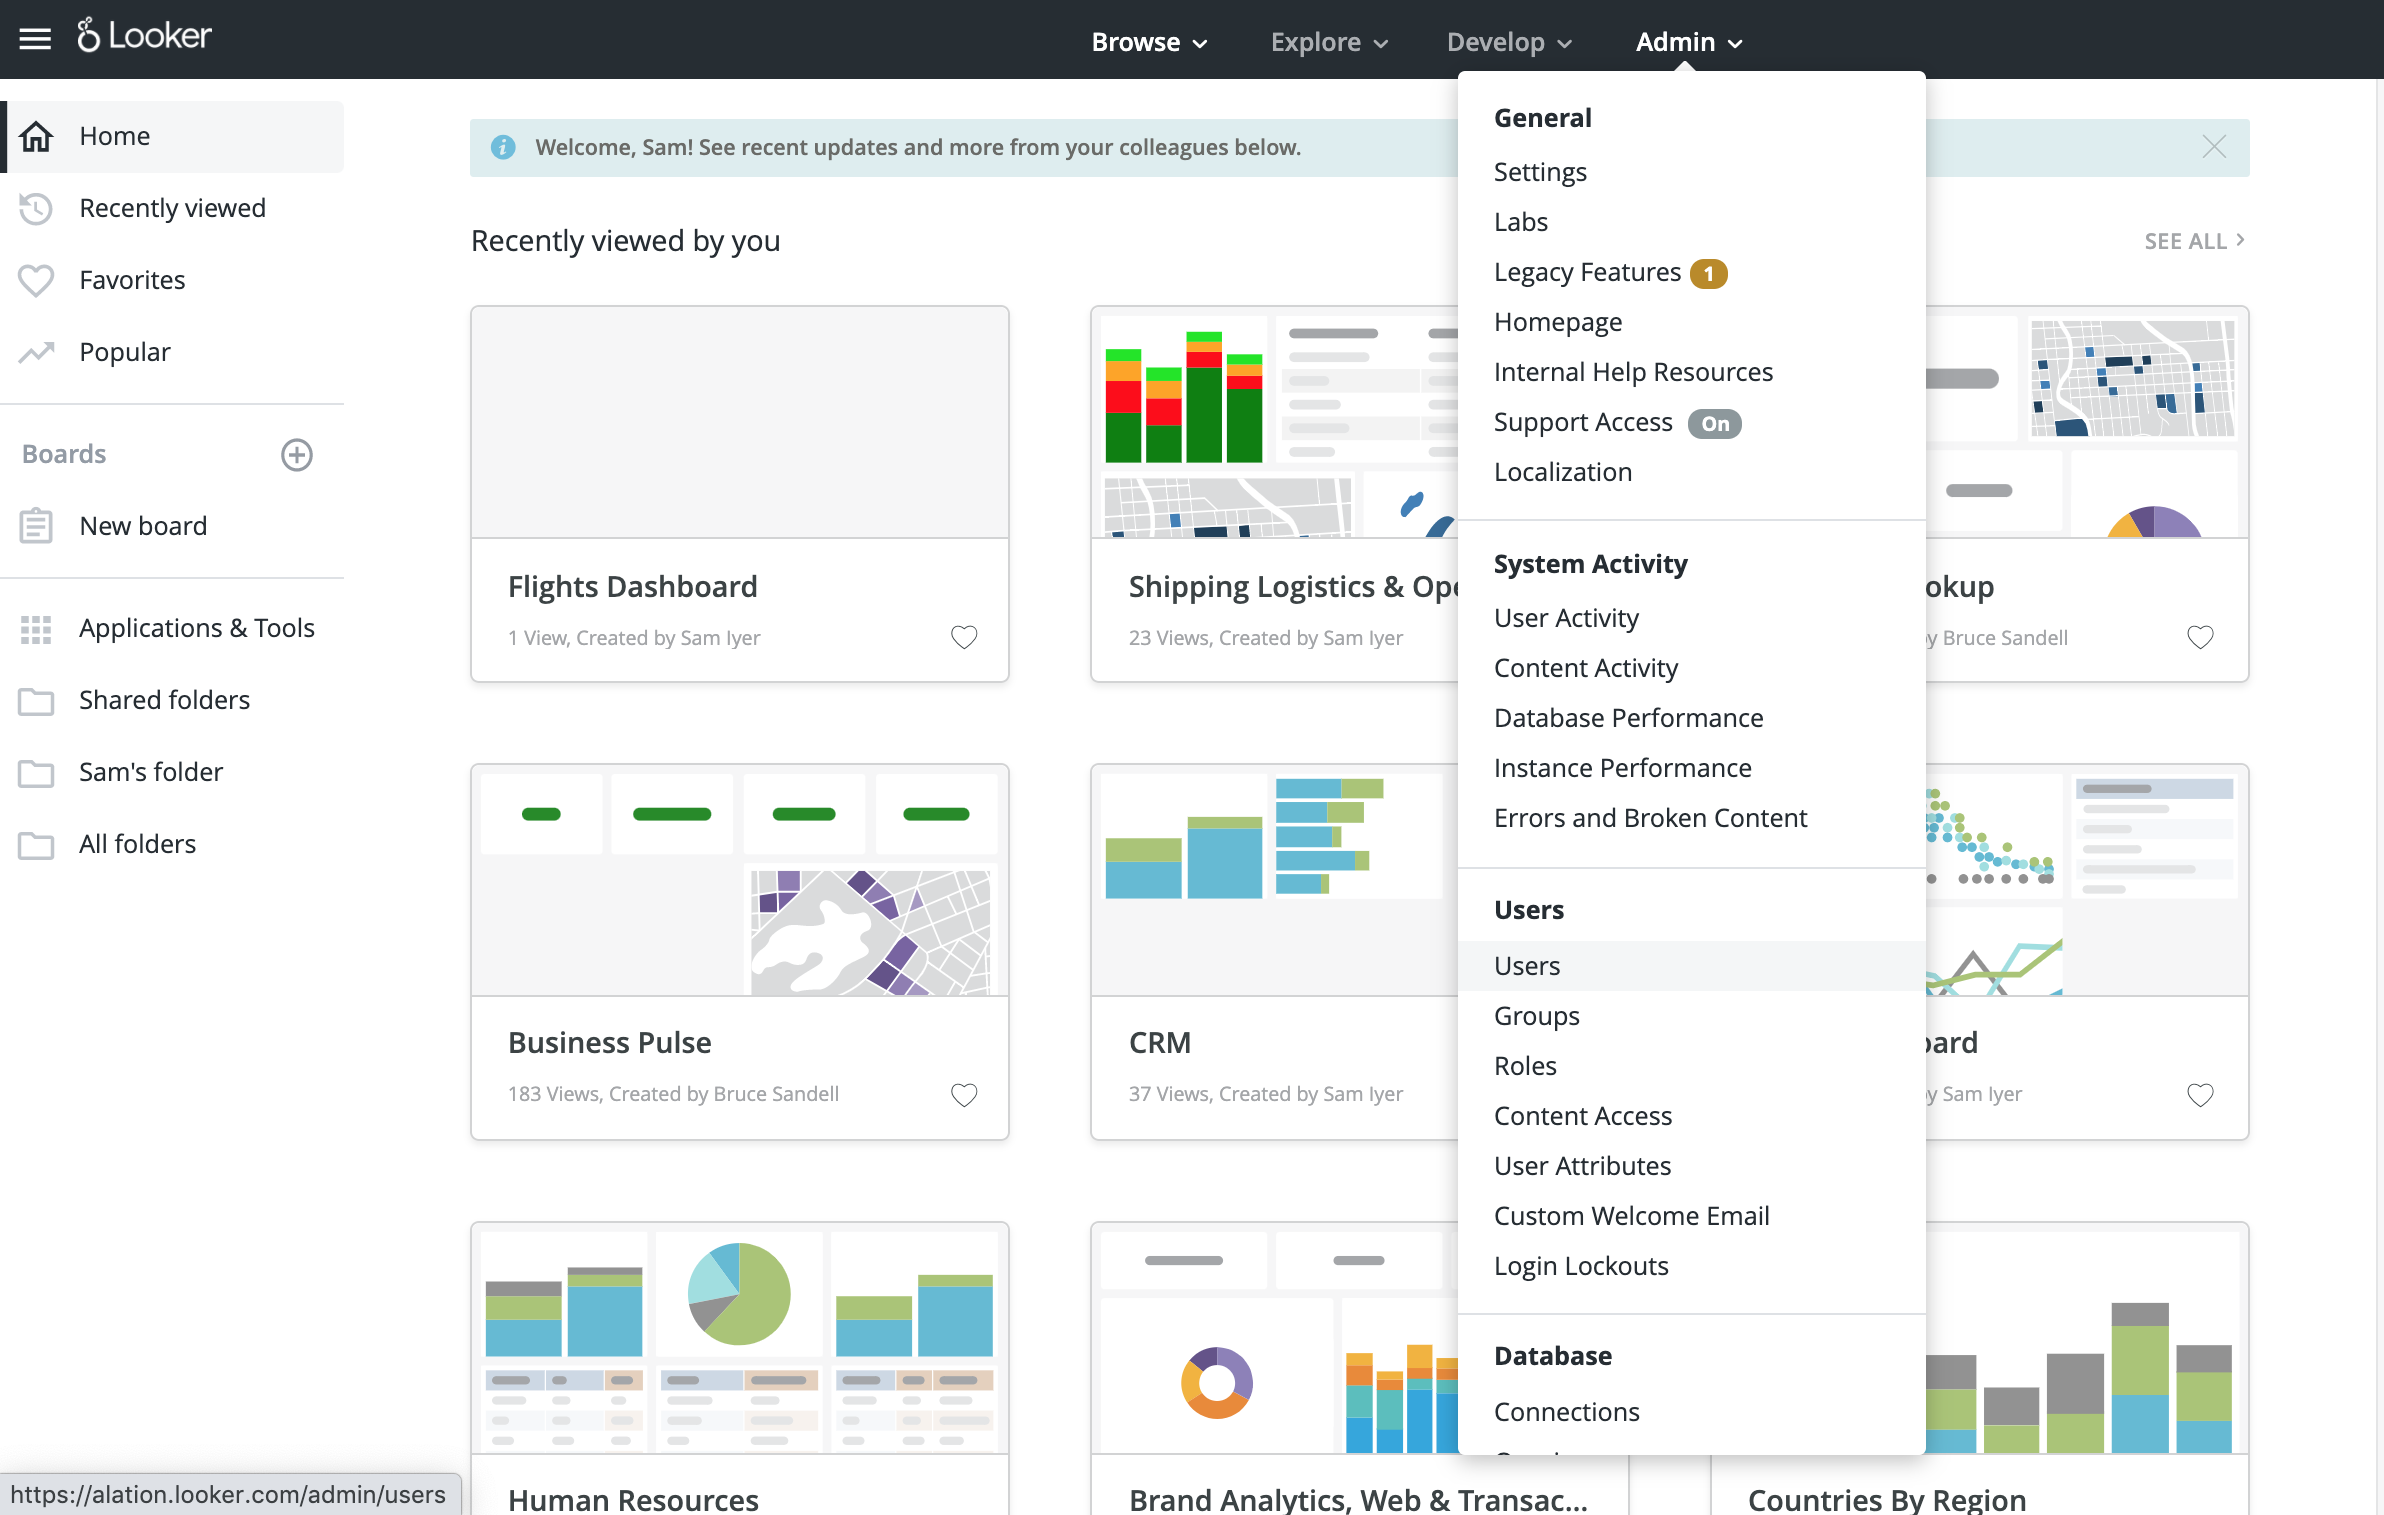 Looker
Browse
Explore
Develop
Admin
Home
Recently viewed
Favorites
Popular
Boards
New board
Applications & Tools
Shared folders
Sam's folder
All folders
Welcome, Sam! See recent updates and more from your colleagues below.
Recently viewed by you
SEE ALL
Flights Dashboard
1 View, Created by Sam Iyer
Shipping Logistics & Ope
23 Views, Created by Sam Iyer
okup
y Bruce Sandell
Business Pulse
183 Views, Created by Bruce Sandell
CRM
37 Views, Created by Sam Iyer
oard
y Sam Iyer
Human Resources
Brand Analytics, Web & Transac...
Countries By Region
General
Settings
Labs
Legacy Features 1
Homepage
Internal Help Resources
Support Access On
Localization
System Activity
User Activity
Content Activity
Database Performance
Instance Performance
Errors and Broken Content
Users
Users
Groups
Roles
Content Access
User Attributes
Custom Welcome Email
Login Lockouts
Database
Connections
https://alation.looker.com/admin/users